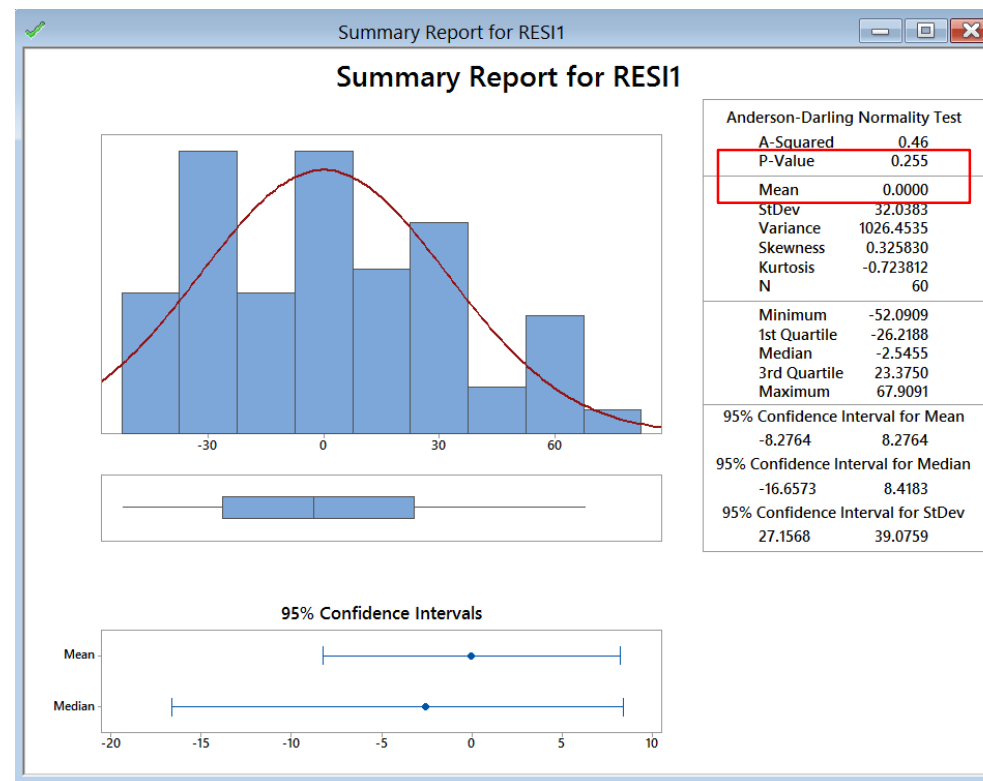 Summary Report for RESI1
Summary Report for RESI1
Anderson-Darling Normality Test
A-Squared 0.46
P-Value 0.255
Mean 0.0000
StDev 32.0383
Variance 1026.4535
Skewness 0.325830
Kurtosis -0.723812
N 60
Minimum -52.0909
1st Quartile -26.2188
Median -2.5455
3rd Quartile 23.3750
Maximum 67.9091
95% Confidence Interval for Mean
-8.2764 8.2764
95% Confidence Interval for Median
-16.6573 8.4183
95% Confidence Interval for StDev
27.1568 39.0759
-30 0 30 60
95% Confidence Intervals
Mean
Median
-20 -15 -10 -5 0 5 10